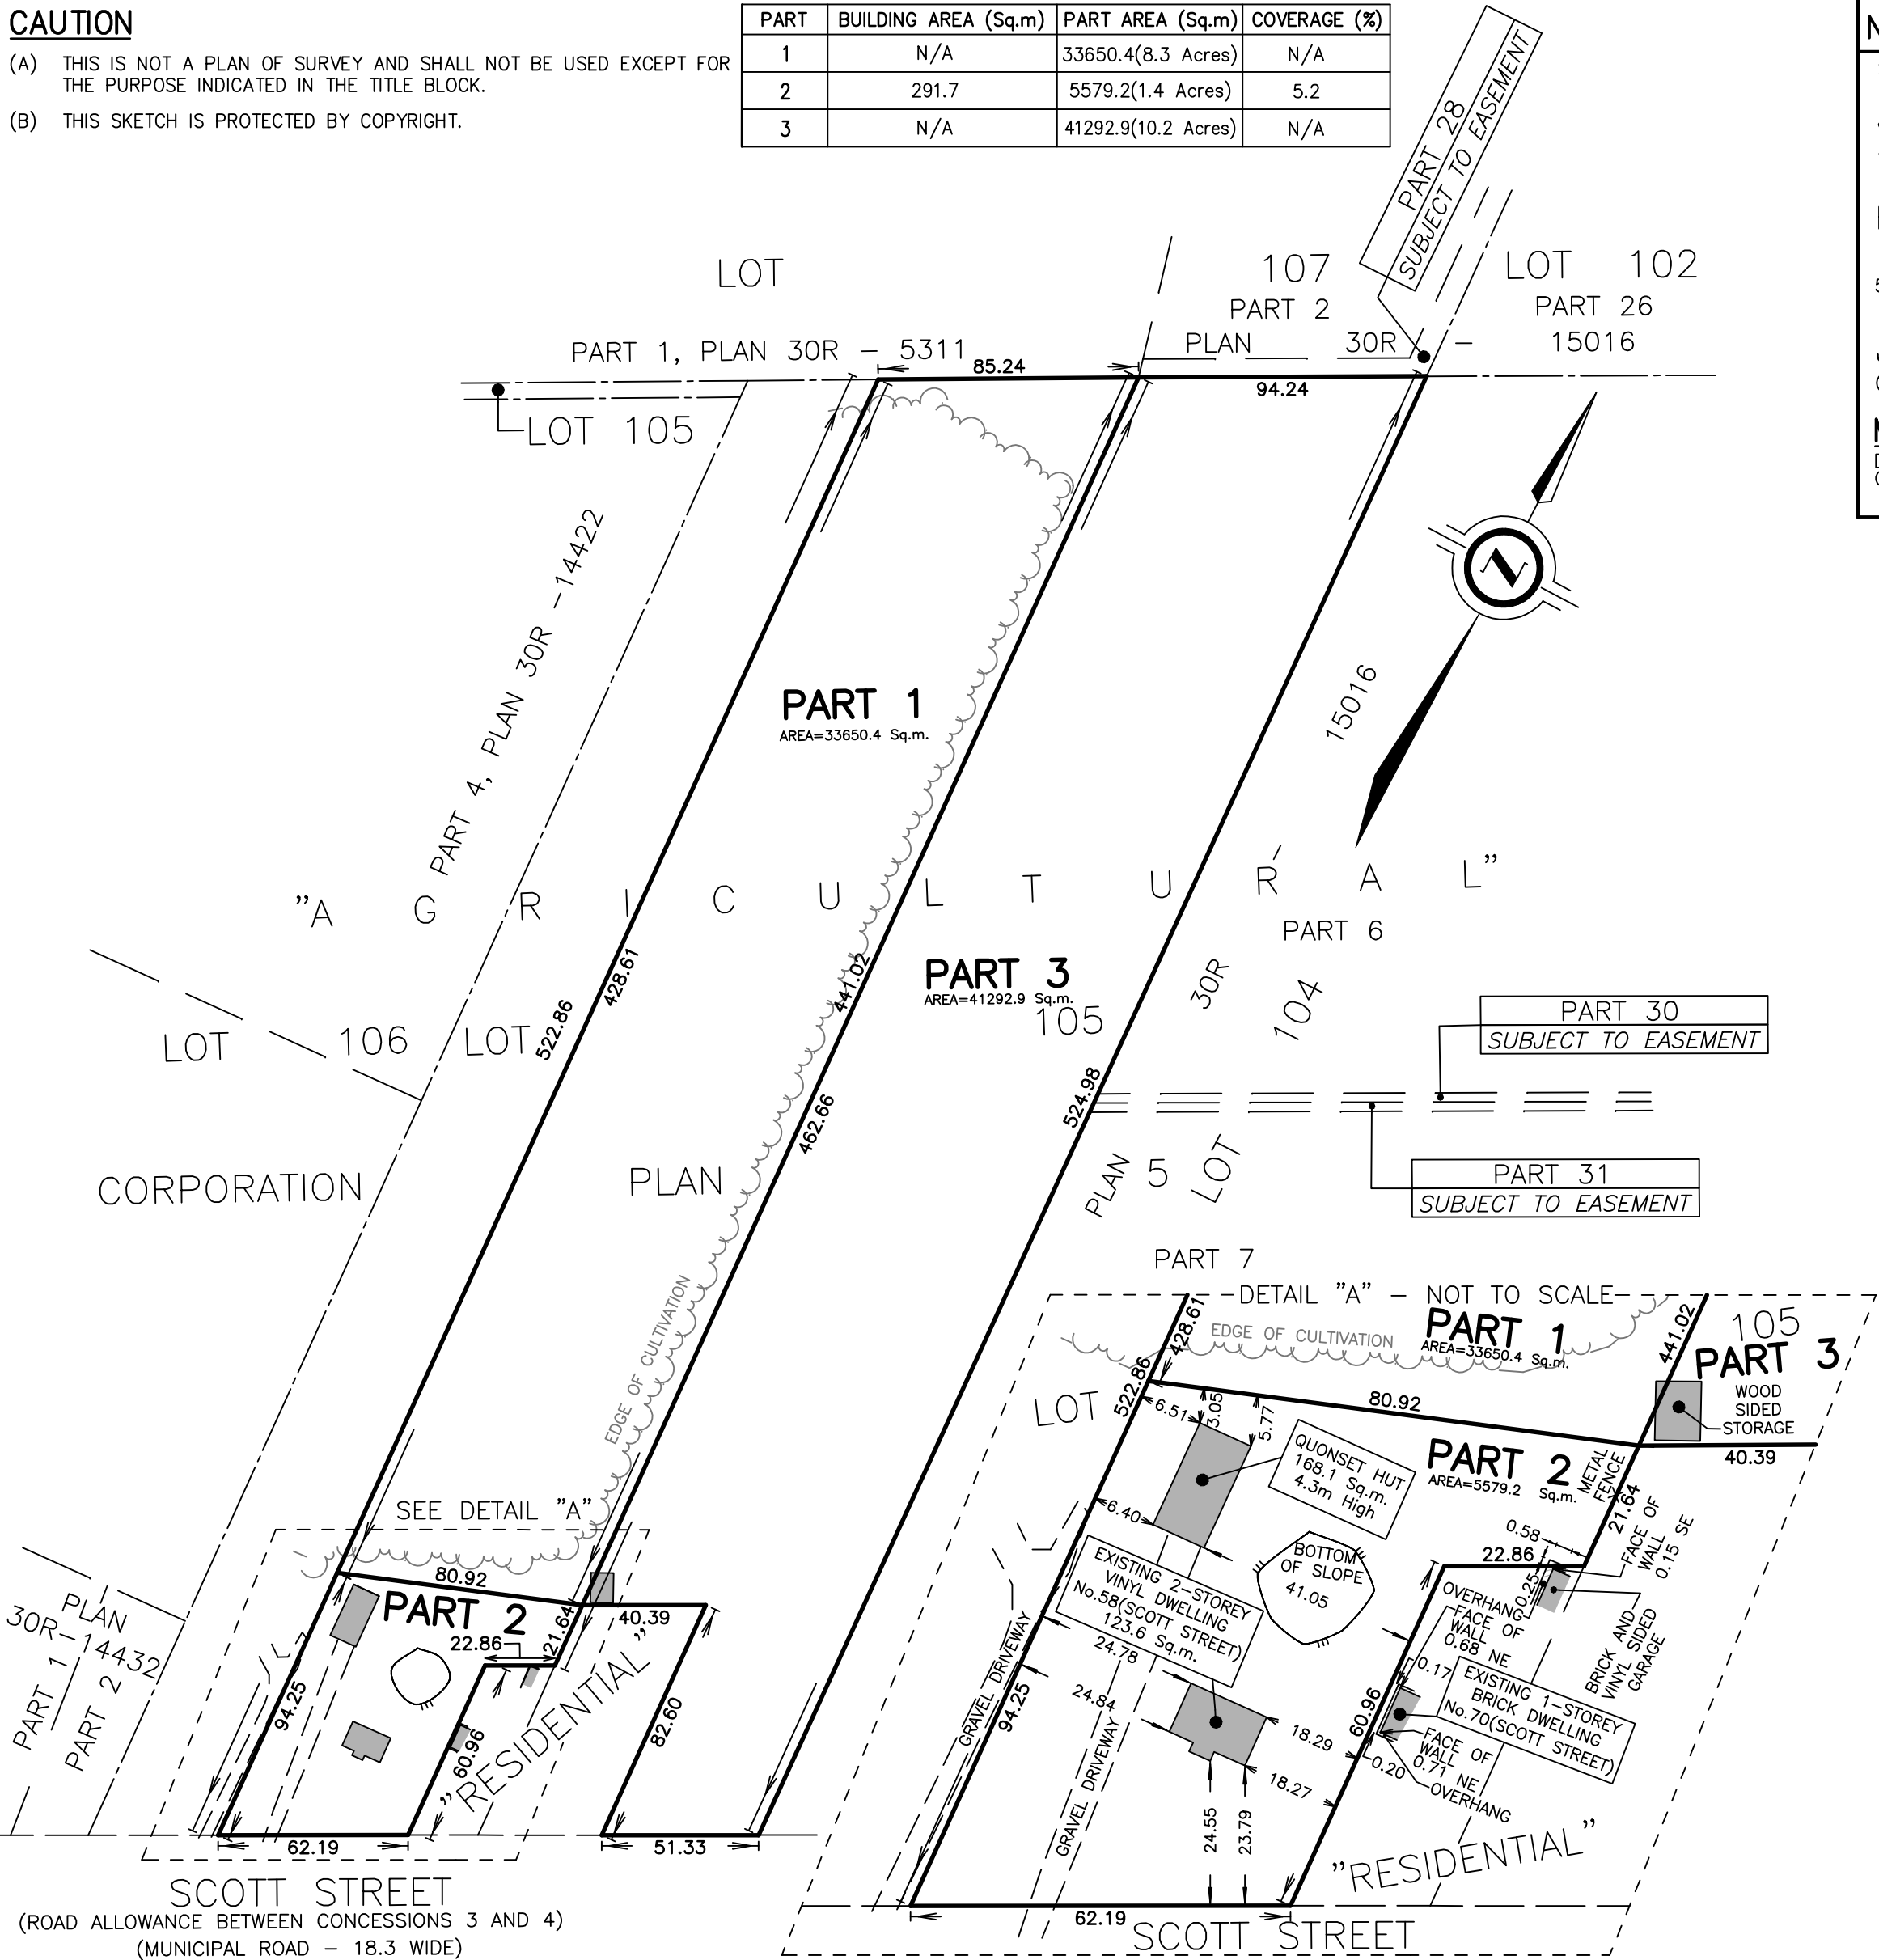 CAUTION
(A) THIS IS NOT A PLAN OF SURVEY AND SHALL NOT BE USED EXCEPT FOR
THE PURPOSE INDICATED IN THE TITLE BLOCK.
(B) THIS SKETCH IS PROTECTED BY COPYRIGHT.
PART BUILDING AREA (Sq.m) PART AREA (Sq.m) COVERAGE (%)
1 N/A 33650.4(8.3 Acres) N/A
2 291.7 5579.2(1.4 Acres) 5.2
3 N/A 41292.9(10.2 Acres) N/A
PART 28
SUBJECT TO EASEMENT
LOT 107 LOT 102
PART 2 PART 26
PART 1, PLAN 30R – 5311 PLAN 30R – 15016
85.24
94.24
LOT 105
PART 4, PLAN 30R –14422
PART 1
AREA=33650.4 Sq.m.
15016
"A G R I C U L T U R A L"
PART 6
428.61
522.86
441.02
462.66
PART 3
AREA=41292.9 Sq.m.
105
30R –
104
LOT 106 LOT
PART 30
SUBJECT TO EASEMENT
524.98
PLAN 5 LOT
PART 31
SUBJECT TO EASEMENT
CORPORATION PLAN
PART 7
EDGE OF CULTIVATION
SEE DETAIL "A"
80.92
PART 2
40.39
21.64
22.86
94.25
60.96
"RESIDENTIAL"
82.60
PLAN
30R–14432
PART 1
PART 2
62.19
51.33
SCOTT STREET
(ROAD ALLOWANCE BETWEEN CONCESSIONS 3 AND 4)
(MUNICIPAL ROAD – 18.3 WIDE)
DETAIL "A" – NOT TO SCALE
428.61
522.86
EDGE OF CULTIVATION
PART 1
AREA=33650.4 Sq.m.
441.02
105
PART 3
WOOD
SIDED
STORAGE
LOT
6.51
3.05
5.77
80.92
40.39
QUONSET HUT
168.1 Sq.m.
4.3m High
PART 2
AREA=5579.2 Sq.m.
METAL
FENCE
21.64
6.40
0.58
22.86
0.25
FACE OF
WALL
0.15 SE
EXISTING 2–STOREY
VINYL DWELLING
No.58(SCOTT STREET)
123.6 Sq.m.
BOTTOM
OF SLOPE
41.05
OVERHANG
FACE OF
WALL
0.68 NE
BRICK AND
VINYL SIDED
GARAGE
GRAVEL DRIVEWAY
94.25
24.78
24.84
0.17
EXISTING 1–STOREY
BRICK DWELLING
No.70(SCOTT STREET)
60.96
18.29
18.27
FACE OF
WALL
0.71 NE
0.20
OVERHANG
GRAVEL DRIVEWAY
24.55
23.79
"RESIDENTIAL"
62.19
SCOTT STREET